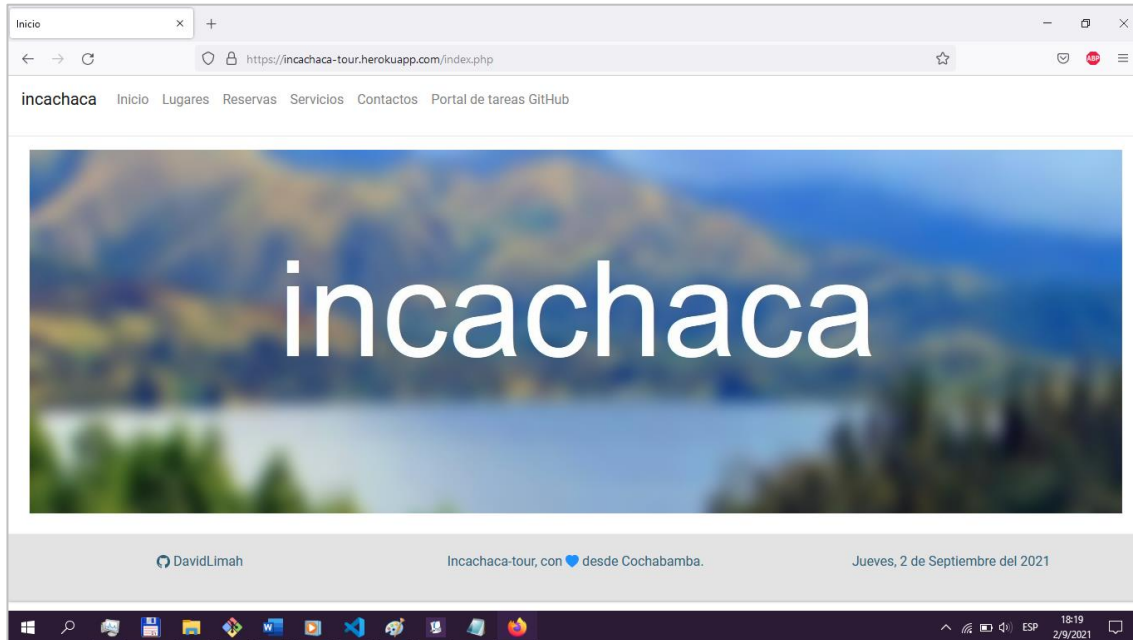 Inicio
https://incachaca-tour.herokuapp.com/index.php
ABP
incachaca Inicio Lugares Reservas Servicios Contactos Portal de tareas GitHub
incachaca
DavidLimah Incachaca-tour, con 💙 desde Cochabamba. Jueves, 2 de Septiembre del 2021
ESP 18:19
2/9/2021